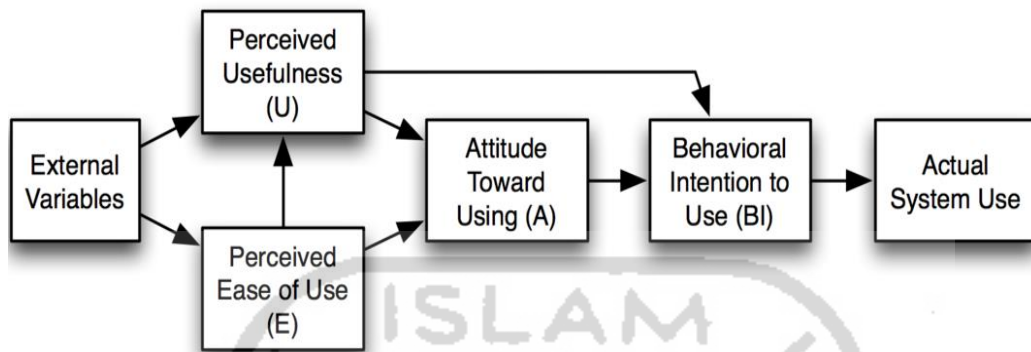 External
Variables
Perceived
Usefulness
(U)
Perceived
Ease of Use
(E)
Attitude
Toward
Using (A)
Behavioral
Intention to
Use (BI)
Actual
System Use
ISLAM